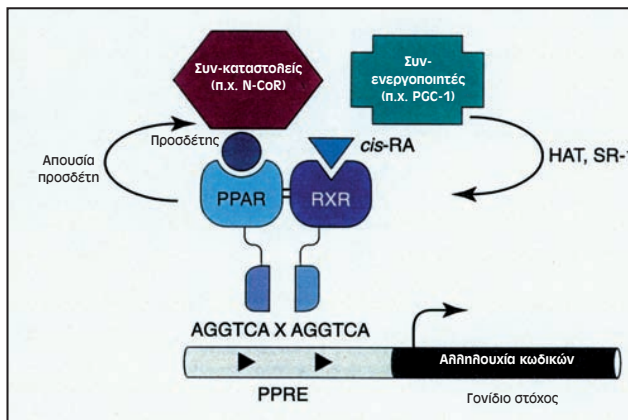 Συν-καταστολείς
(π.χ. N-CoR)
Συν-
ενεργοποιητές
(π.χ. PGC-1)
Προσδέτης
cis-RA
Απουσία
προσδέτη
HAT, SR-
PPAR
RXR
AGGTCA X AGGTCA
Αλληλουχία κωδικών
PPRE
Γονίδιο στόχος